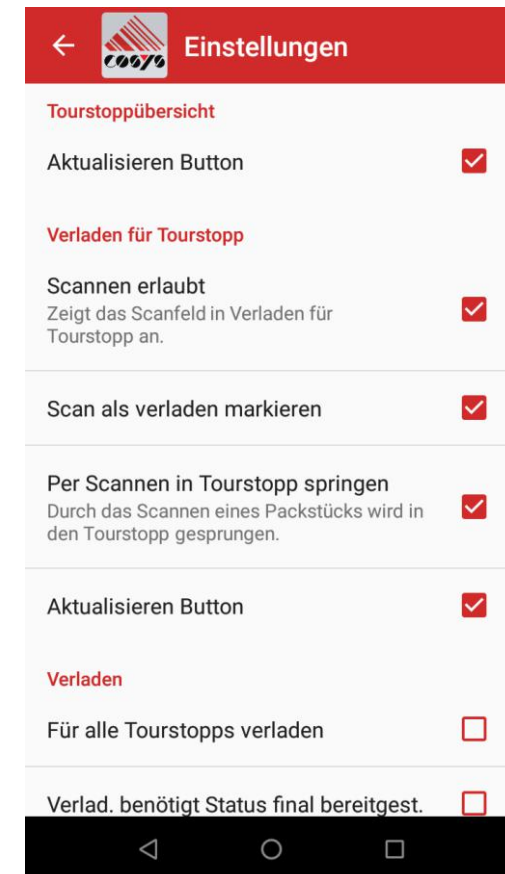 COSYS
Einstellungen
Tourstoppübersicht
Aktualisieren Button
Verladen für Tourstopp
Scannen erlaubt
Zeigt das Scanfeld in Verladen für
Tourstopp an.
Scan als verladen markieren
Per Scannen in Tourstopp springen
Durch das Scannen eines Packstücks wird in
den Tourstopp gesprungen.
Aktualisieren Button
Verladen
Für alle Tourstopps verladen
Verlad. benötigt Status final bereitgest.